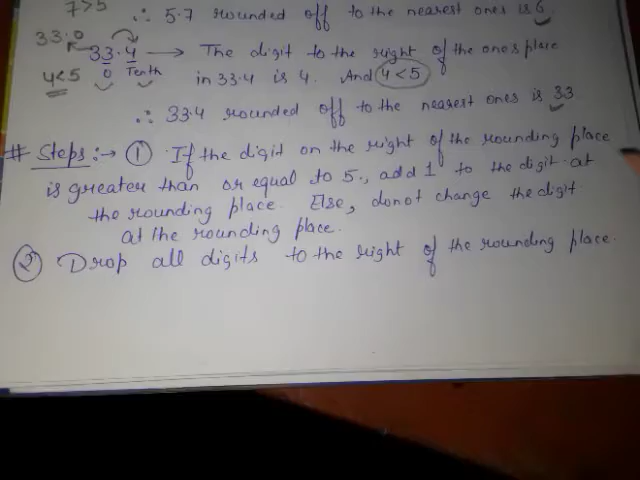 7>5
∴ 5.7 rounded off to the nearest ones is 6
33.0
33.4 → The digit to the right of the ones place
4<5 O Tenth in 33.4 is 4. And 4<5
∴ 33.4 rounded off to the nearest ones is 33
# Steps:→ ① If the digit on the right of the rounding place
is greater than or equal to 5., add 1 to the digit at
the rounding place. Else, donot change the digit
at the rounding place.
② Drop all digits to the right of the rounding place.